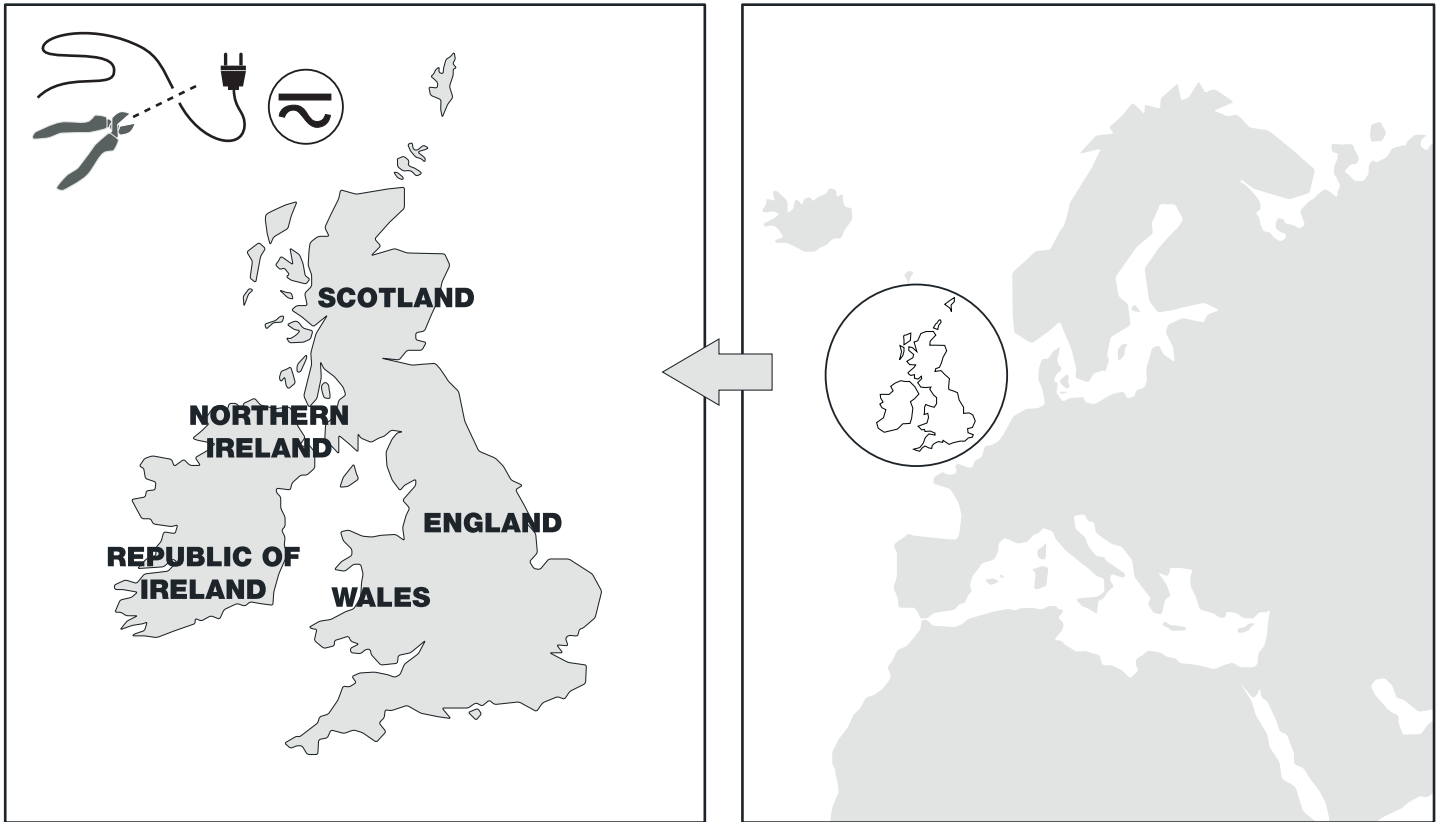 SCOTLAND
NORTHERN
IRELAND
ENGLAND
REPUBLIC OF
IRELAND
WALES